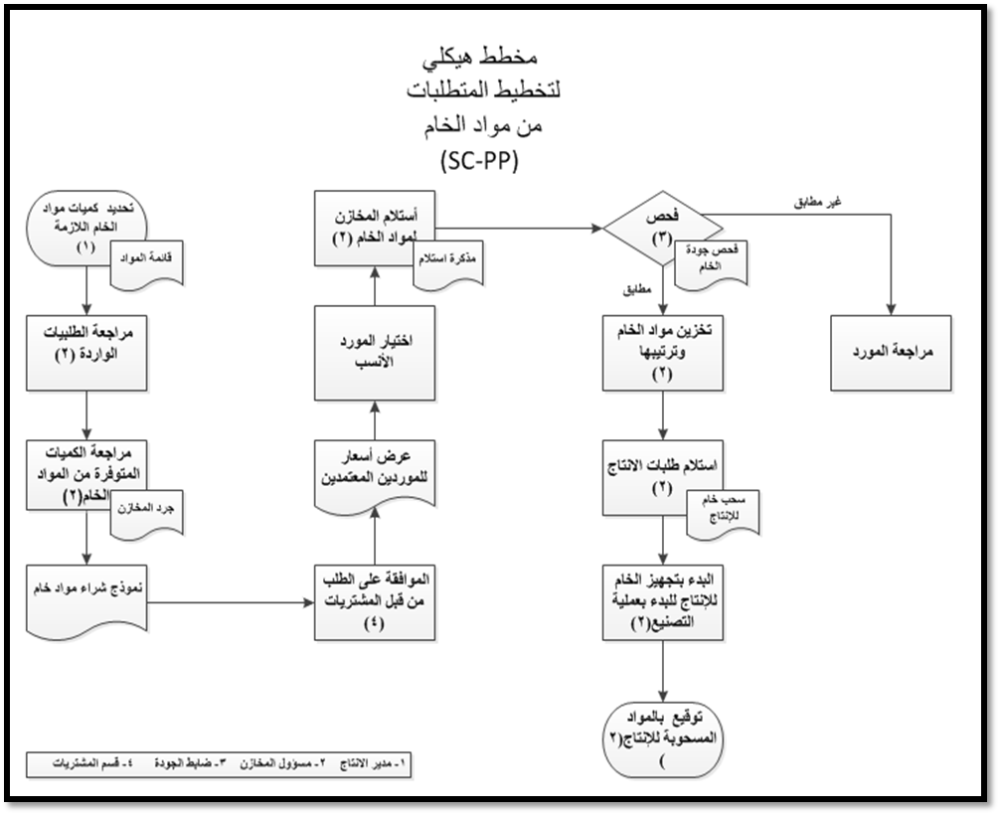 مخطط هيكلي
لتخطيط المتطلبات
من مواد الخام
(SC-PP)
تحديد كميات مواد
الخام اللازمة
(١)
قائمة المواد
مراجعة الطلبيات
الواردة (٢)
مراجعة الكميات
المتوفرة من المواد
الخام(٢)
جرد المخازن
نموذج شراء مواد خام
الموافقة على الطلب
من قبل المشتريات
(٤)
عرض أسعار
للموردين المعتمدين
اختيار المورد
الأنسب
أستلام المخازن
لمواد الخام (٢)
مذكرة استلام
فحص
(٣)
فحص جودة
الخام
غير مطابق
مراجعة المورد
مطابق
تخزين مواد الخام
وترتيبها
(٢)
استلام طلبات الانتاج
(٢)
سحب خام
للإنتاج
البدء بتجهيز الخام
للإنتاج للبدء بعملية
التصنيع(٢)
توقيع بالمواد
المسحوبة للإنتاج(٢
)
١- مدير الانتاج ٢- مسؤول المخازن ٣- ضابط الجودة ٤- قسم المشتريات